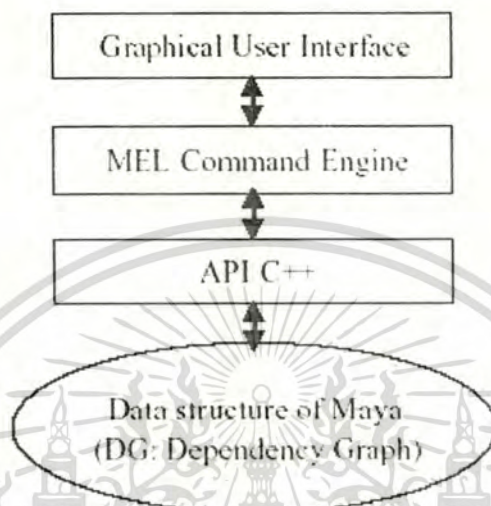 Graphical User Interface
MEL Command Engine
API C++
Data structure of Maya
(DG: Dependency Graph)